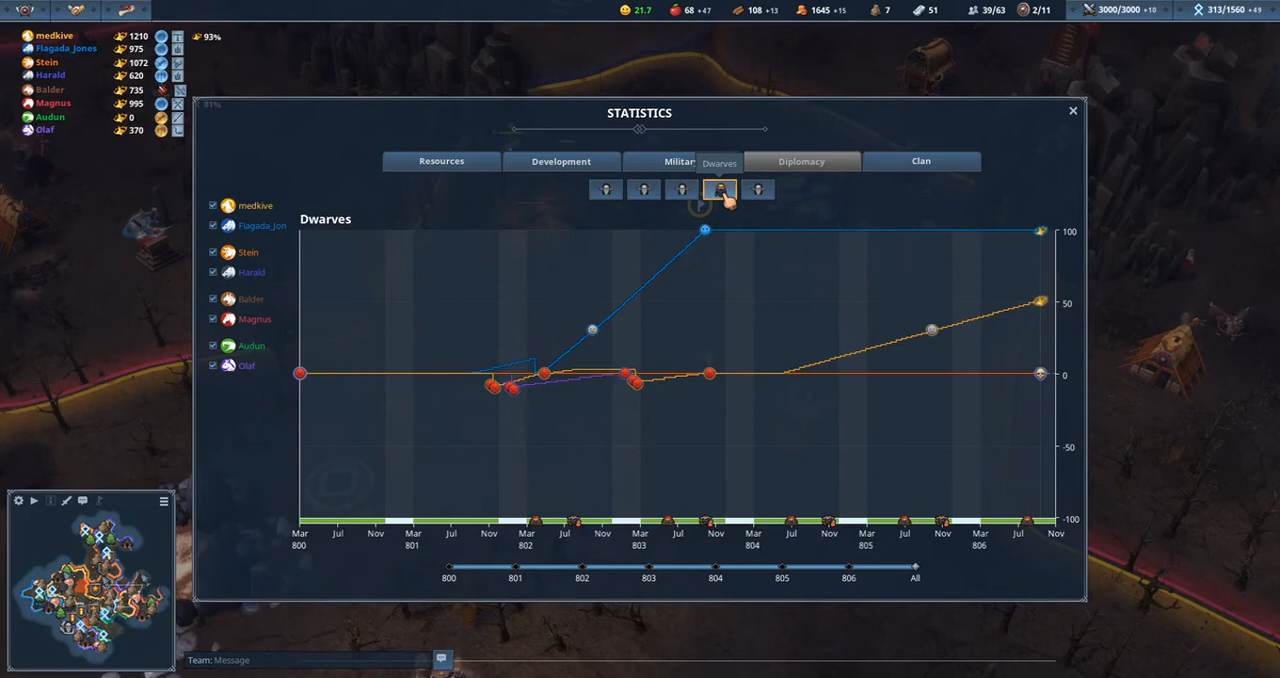 21.7 68 +47 108 +13 1645 +15 7 51 39/63 2/11 3000/3000 +10 313/1560 +49
medkive 1210 93%
Flagada_Jones 975
Stein 1072
Harald 620
Balder 735
Magnus 995
Audun 0
Olaf 370
81%
STATISTICS
Resources Development Militar Dwarves Diplomacy Clan
Dwarves
medkive
Flagada_Jon
Stein
Harald
Balder
Magnus
Audun
Olaf
100
50
0
-50
-100
Mar Jul Nov Mar Jul Nov Mar Jul Nov Mar Jul Nov Mar Jul Nov Mar Jul Nov Mar Jul Nov
800 801 802 803 804 805 806
800 801 802 803 804 805 806 All
Team: Message